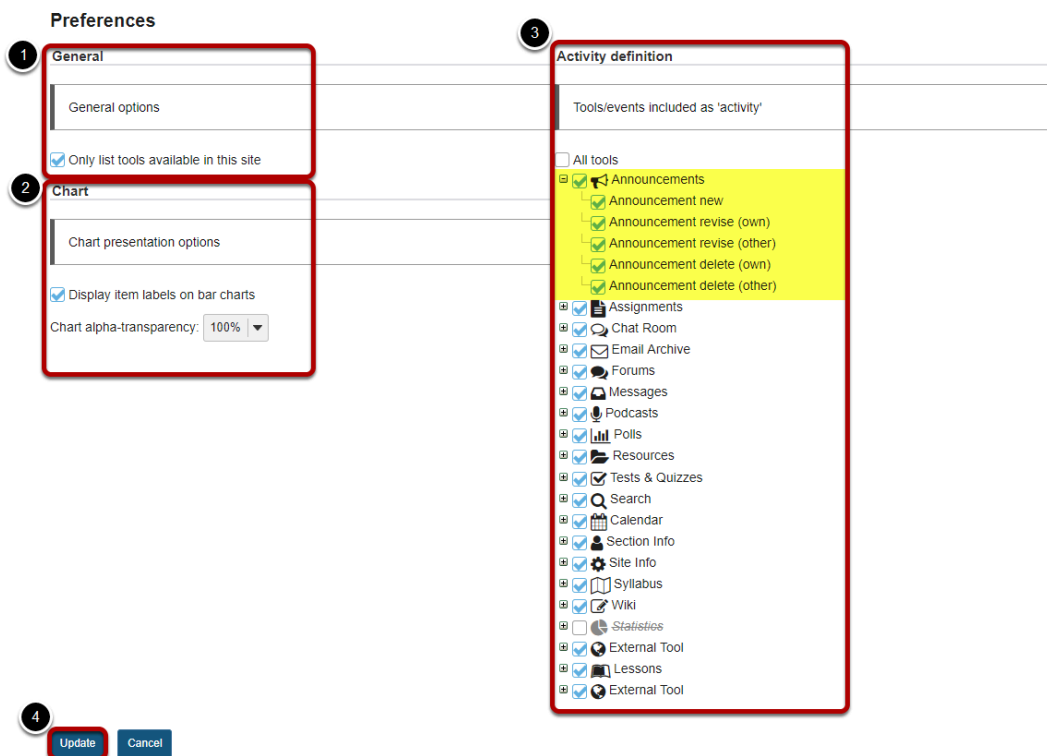 Preferences
1
General
General options
Only list tools available in this site
2
Chart
Chart presentation options
Display item labels on bar charts
Chart alpha-transparency: 100%
3
Activity definition
Tools/events included as 'activity'
All tools
Announcements
Announcement new
Announcement revise (own)
Announcement revise (other)
Announcement delete (own)
Announcement delete (other)
Assignments
Chat Room
Email Archive
Forums
Messages
Podcasts
Polls
Resources
Tests & Quizzes
Search
Calendar
Section Info
Site Info
Syllabus
Wiki
Statistics
External Tool
Lessons
External Tool
4
Update Cancel